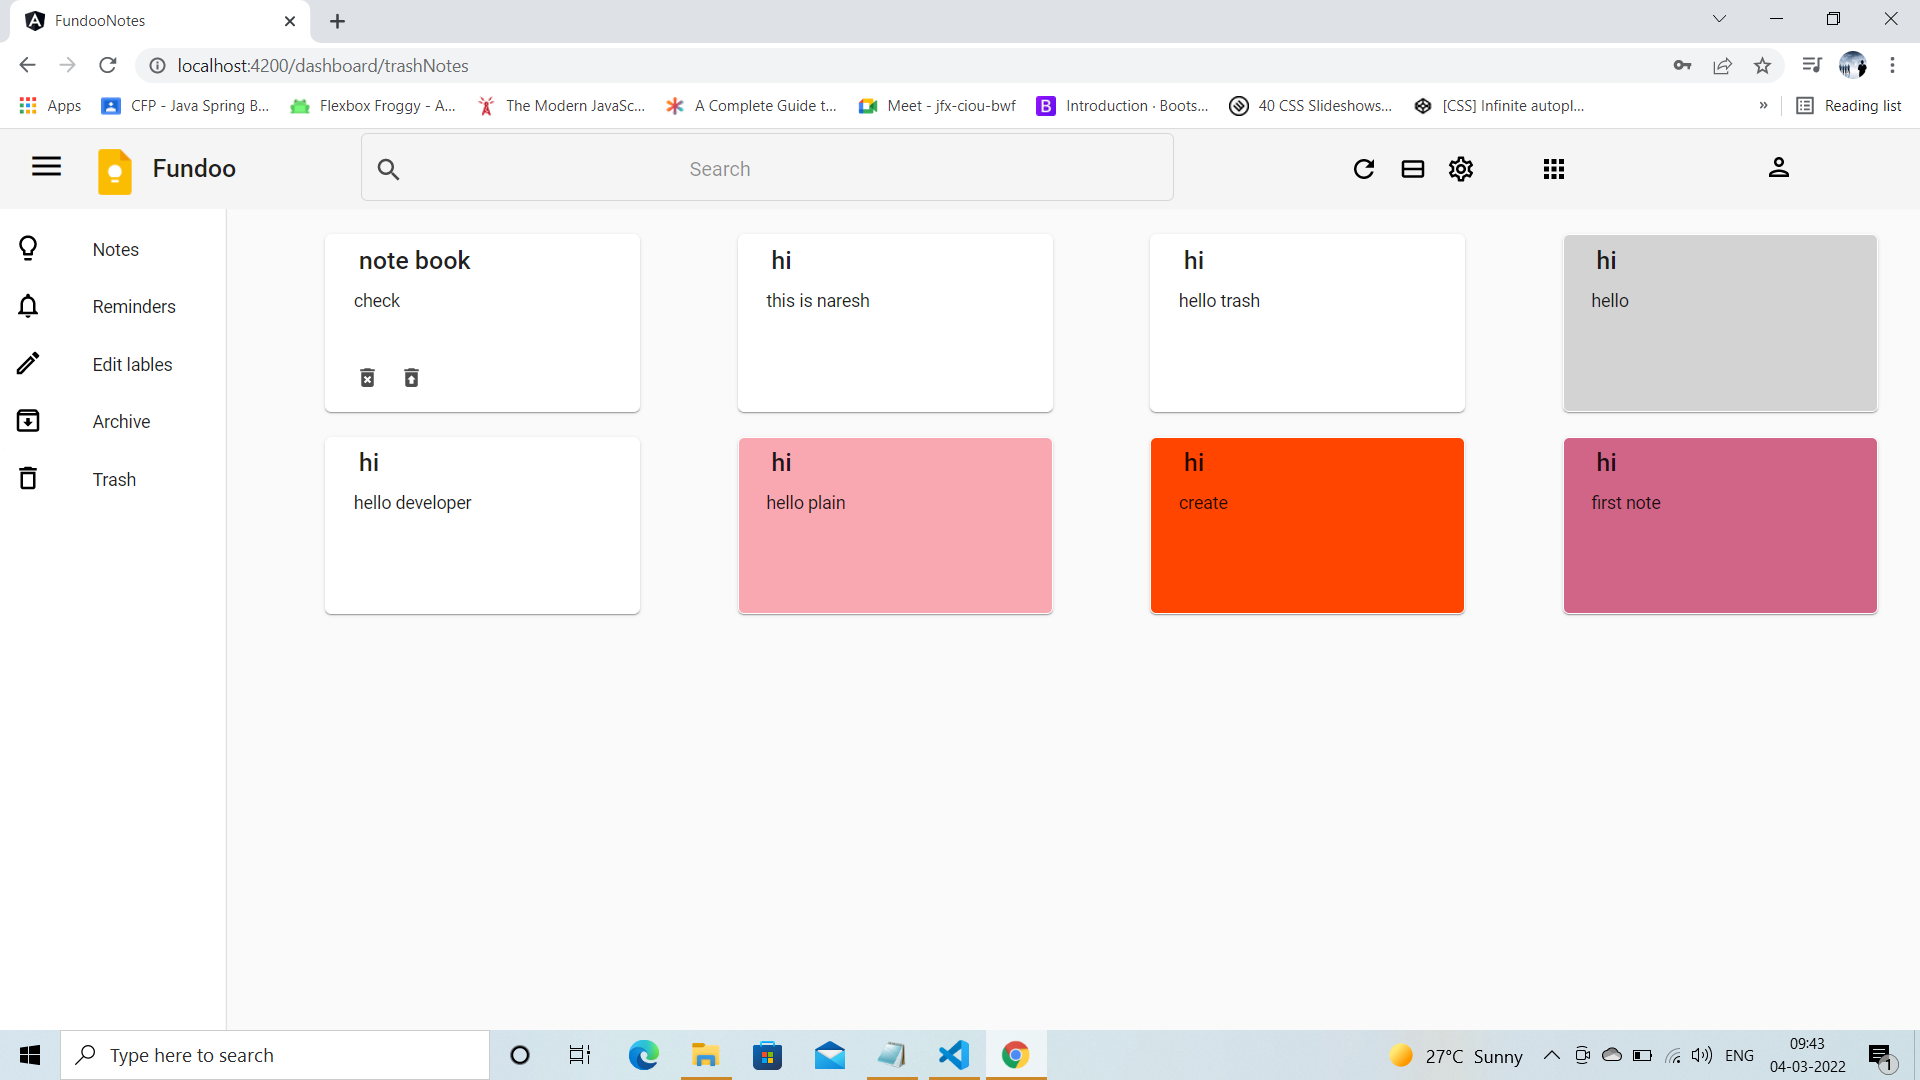 FundooNotes
localhost:4200/dashboard/trashNotes
Apps CFP - Java Spring B... Flexbox Froggy - A... The Modern JavaSc... A Complete Guide t... Meet - jfx-ciou-bwf Introduction · Boots... 40 CSS Slideshows... [CSS] Infinite autopl... » Reading list
Fundoo Search
Notes
Reminders
Edit lables
Archive
Trash
note book
check
hi
this is naresh
hi
hello trash
hi
hello
hi
hello developer
hi
hello plain
hi
create
hi
first note
Type here to search
27°C Sunny
ENG
09:43
04-03-2022
1